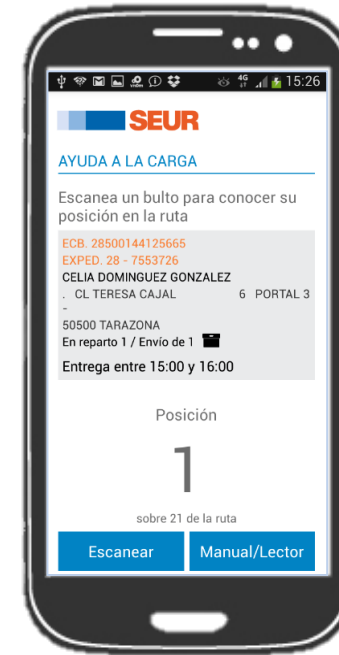 4G 15:26
SEUR
AYUDA A LA CARGA
Escanea un bulto para conocer su
posición en la ruta
ECB. 28500144125665
EXPED. 28 - 7553726
CELIA DOMINGUEZ GONZALEZ
. CL TERESA CAJAL 6 PORTAL 3
-
50500 TARAZONA
En reparto 1 / Envío de 1
Entrega entre 15:00 y 16:00
Posición
1
sobre 21 de la ruta
Escanear Manual/Lector